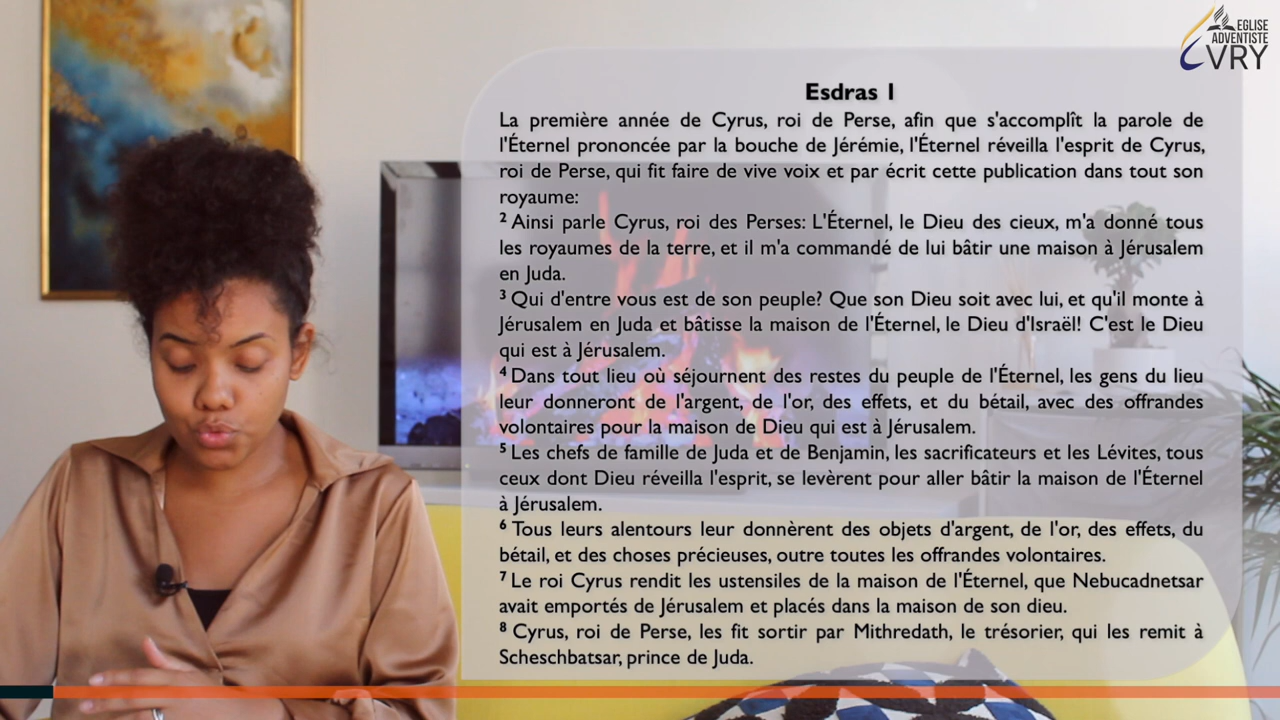 EGLISE
ADVENTISTE
VRY
Esdras 1
La première année de Cyrus, roi de Perse, afin que s'accomplît la parole de
l'Éternel prononcée par la bouche de Jérémie, l'Éternel réveilla l'esprit de Cyrus,
roi de Perse, qui fit faire de vive voix et par écrit cette publication dans tout son
royaume:
² Ainsi parle Cyrus, roi des Perses: L'Éternel, le Dieu des cieux, m'a donné tous
les royaumes de la terre, et il m'a commandé de lui bâtir une maison à Jérusalem
en Juda.
³ Qui d'entre vous est de son peuple? Que son Dieu soit avec lui, et qu'il monte à
Jérusalem en Juda et bâtisse la maison de l'Éternel, le Dieu d'Israël! C'est le Dieu
qui est à Jérusalem.
⁴ Dans tout lieu où séjournent des restes du peuple de l'Éternel, les gens du lieu
leur donneront de l'argent, de l'or, des effets, et du bétail, avec des offrandes
volontaires pour la maison de Dieu qui est à Jérusalem.
⁵ Les chefs de famille de Juda et de Benjamin, les sacrificateurs et les Lévites, tous
ceux dont Dieu réveilla l'esprit, se levèrent pour aller bâtir la maison de l'Éternel
à Jérusalem.
⁶ Tous leurs alentours leur donnèrent des objets d'argent, de l'or, des effets, du
bétail, et des choses précieuses, outre toutes les offrandes volontaires.
⁷ Le roi Cyrus rendit les ustensiles de la maison de l'Éternel, que Nebucadnetsar
avait emportés de Jérusalem et placés dans la maison de son dieu.
⁸ Cyrus, roi de Perse, les fit sortir par Mithredath, le trésorier, qui les remit à
Scheschbatsar, prince de Juda.